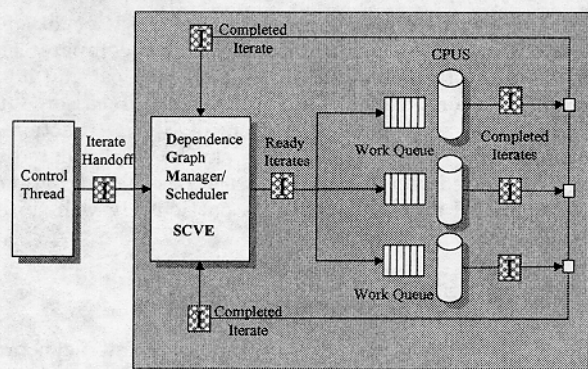 Completed
Iterate
I
CPUS
I
Dependence
Graph
Manager/
Scheduler
SCVE
Iterate
Handoff
I
Control
Thread
Ready
Iterates
I
Work Queue
Completed
Iterates
I
Work Queue
I
I
Completed
Iterate